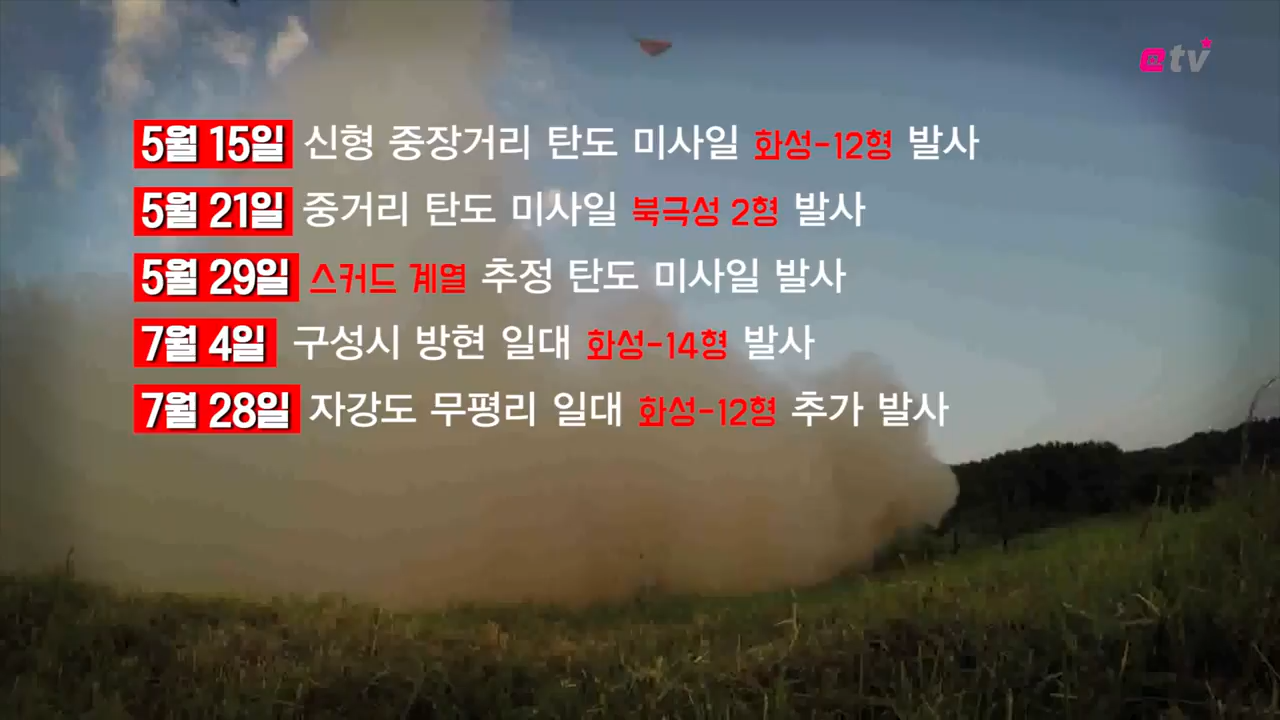 @tv
5월 15일 신형 중장거리 탄도 미사일 화성-12형 발사
5월 21일 중거리 탄도 미사일 북극성 2형 발사
5월 29일 스커드 계열 추정 탄도 미사일 발사
7월 4일 구성시 방현 일대 화성-14형 발사
7월 28일 자강도 무평리 일대 화성-12형 추가 발사